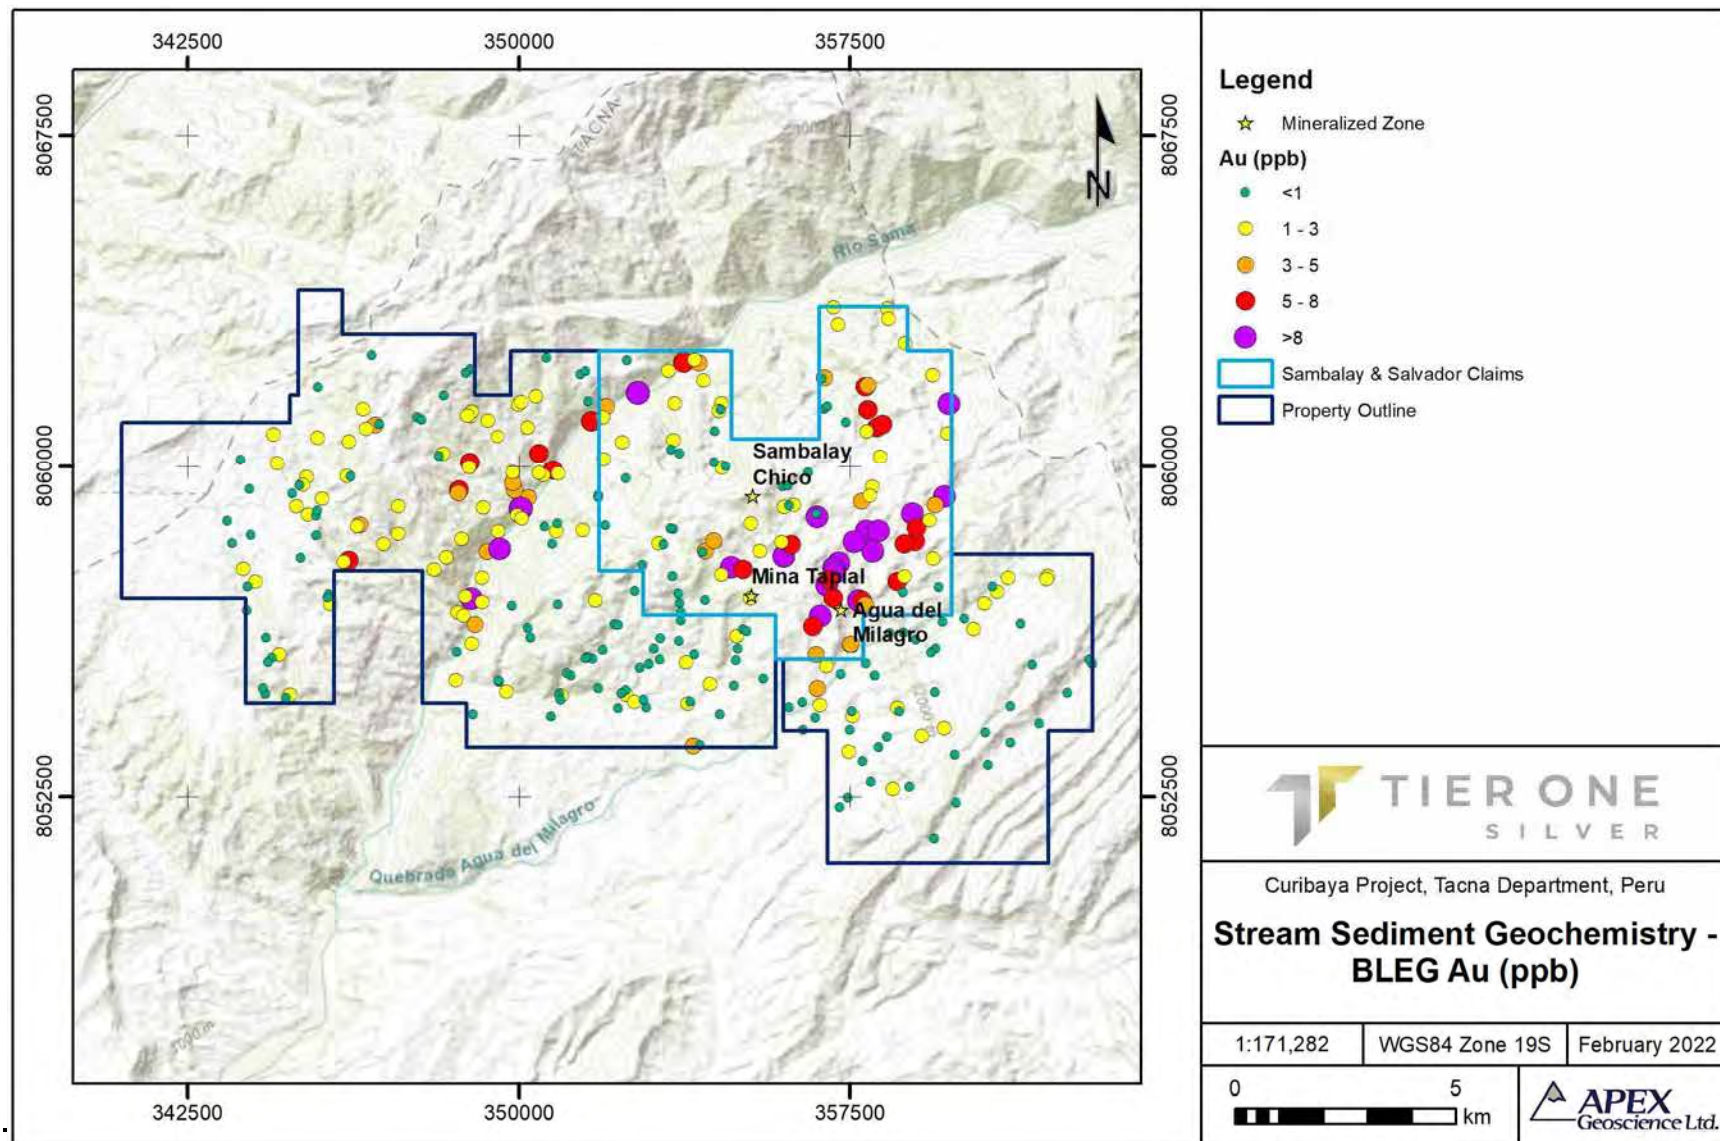 342500 350000 357500
8067500
8060000
8052500
8067500
8060000
8052500
342500 350000 357500
TACNA
Rio Sama
N
Sambalay
Chico
Mina Tapial
Agua del
Milagro
Quebrada Agua del Milagro
Legend
Mineralized Zone
Au (ppb)
<1
1 - 3
3 - 5
5 - 8
>8
Sambalay & Salvador Claims
Property Outline
TIER ONE
SILVER
Curibaya Project, Tacna Department, Peru
Stream Sediment Geochemistry -
BLEG Au (ppb)
1:171,282 WGS84 Zone 19S February 2022
0 5
km
APEX
Geoscience Ltd.